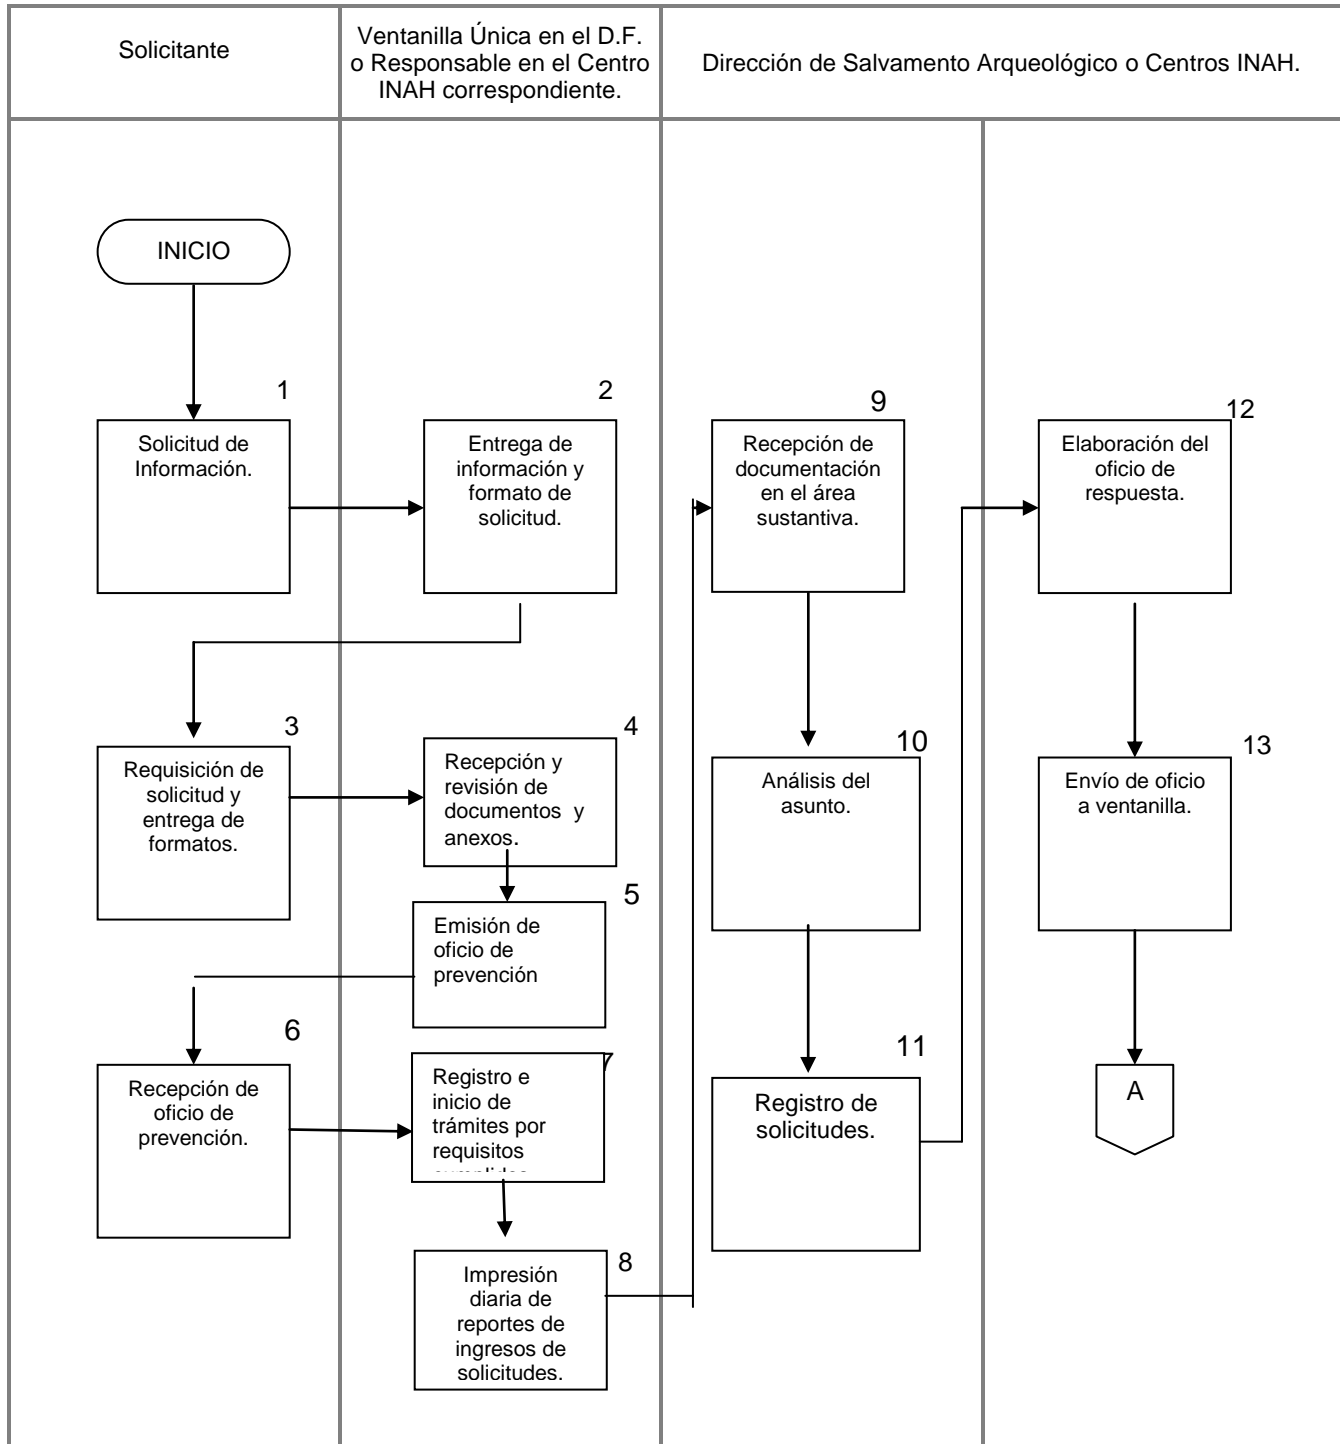 Solicitante
Ventanilla Única en el D.F.
o Responsable en el Centro
INAH correspondiente.
Dirección de Salvamento Arqueológico o Centros INAH.
INICIO
1
Solicitud de
Información.
2
Entrega de
información y
formato de
solicitud.
3
Requisición de
solicitud y
entrega de
formatos.
4
Recepción y
revisión de
documentos y
anexos.
5
Emisión de
oficio de
prevención
6
Recepción de
oficio de
prevención.
7
Registro e
inicio de
trámites por
requisitos
8
Impresión
diaria de
reportes de
ingresos de
solicitudes.
9
Recepción de
documentación
en el área
sustantiva.
10
Análisis del
asunto.
11
Registro de
solicitudes.
12
Elaboración del
oficio de
respuesta.
13
Envío de oficio
a ventanilla.
A